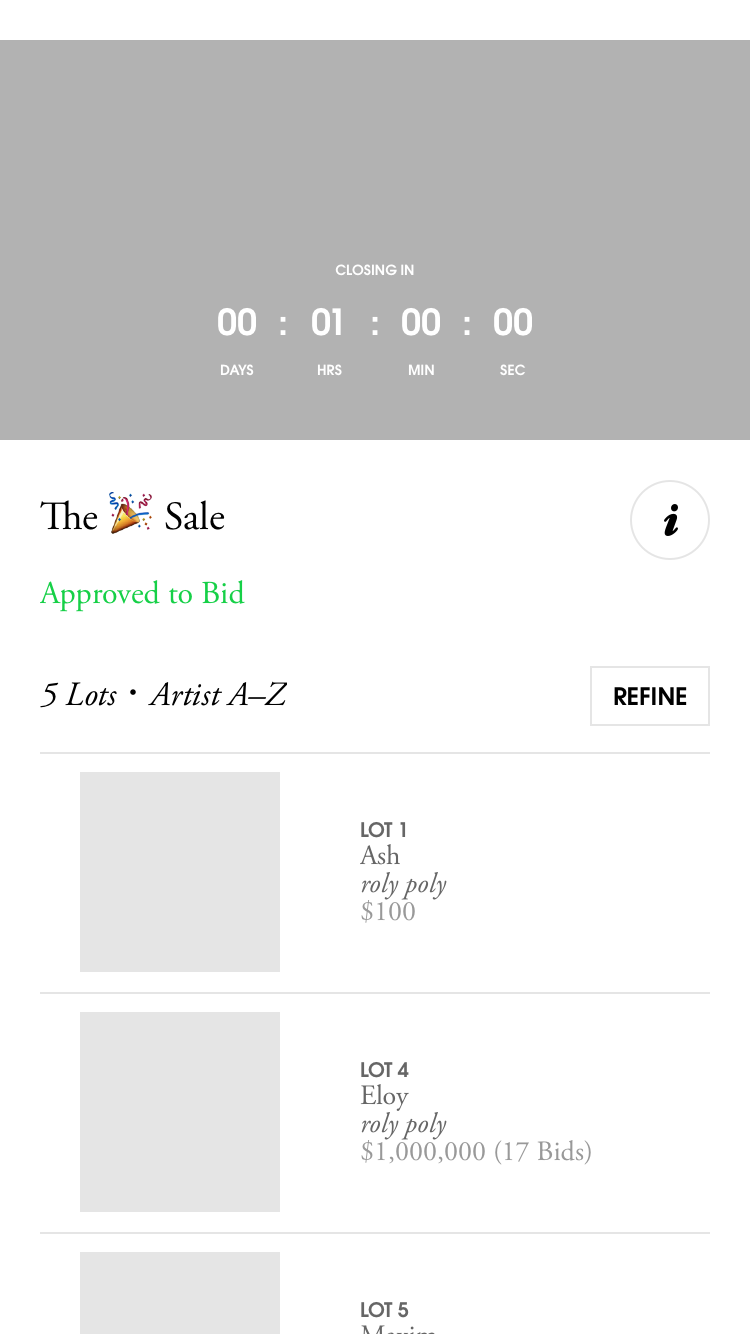 CLOSING IN
00 : 01 : 00 : 00
DAYS HRS MIN SEC
The 🎉 Sale
i
Approved to Bid
5 Lots • Artist A–Z
REFINE
LOT 1
Ash
roly poly
$100
LOT 4
Eloy
roly poly
$1,000,000 (17 Bids)
LOT 5